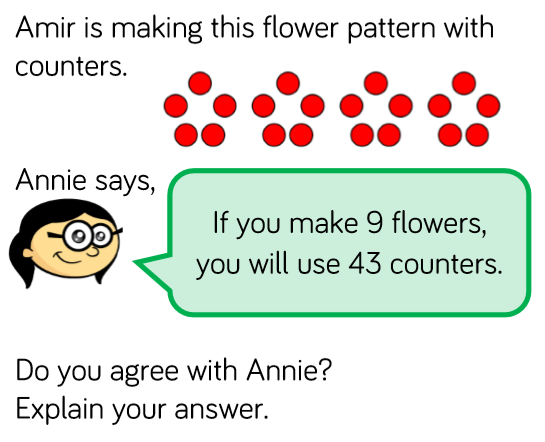 Amir is making this flower pattern with
counters.
Annie says,
If you make 9 flowers,
you will use 43 counters.
Do you agree with Annie?
Explain your answer.